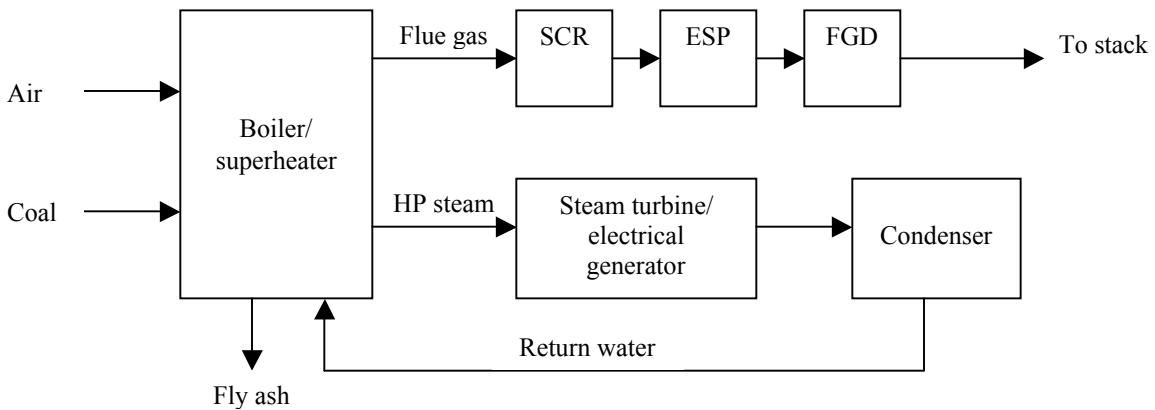 Flue gas
SCR
ESP
FGD
To stack
Air
Boiler/
superheater
Coal
HP steam
Steam turbine/
electrical
generator
Condenser
Return water
Fly ash